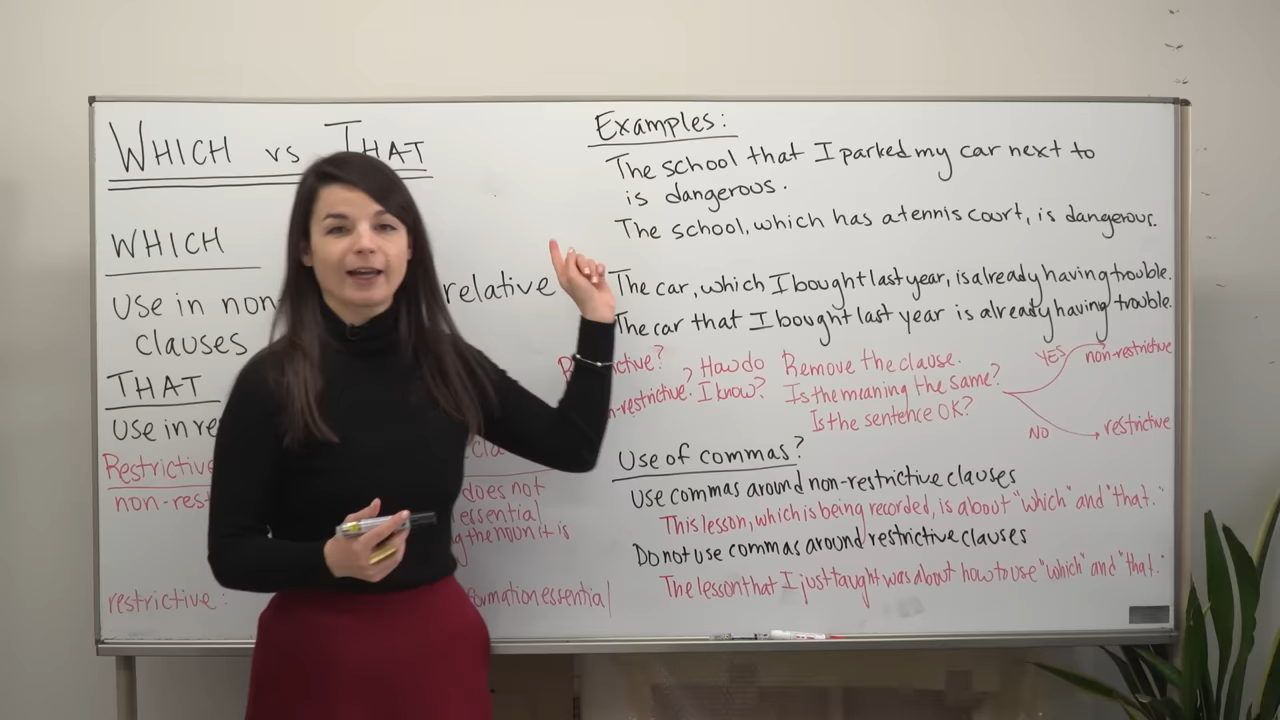 WHICH vs THAT
WHICH
Use in non relative
clauses
THAT
Use in re
Restrictive cla
non-rest does not
essential
g the noun it is
restrictive: formation essential
Examples:
The school that I parked my car next to
is dangerous.
The school, which has a tennis court, is dangerous.
The car, which I bought last year, is already having trouble.
The car that I bought last year is already having trouble.
R ctive? How do Remove the clause. YES non-restrictive
n-restrictive? I know? Is the meaning the same?
Is the sentence OK? NO restrictive
Use of commas?
Use commas around non-restrictive clauses
This lesson, which is being recorded, is about "which" and "that."
Do not use commas around restrictive clauses
The lesson that I just taught was about how to use "which" and "that."